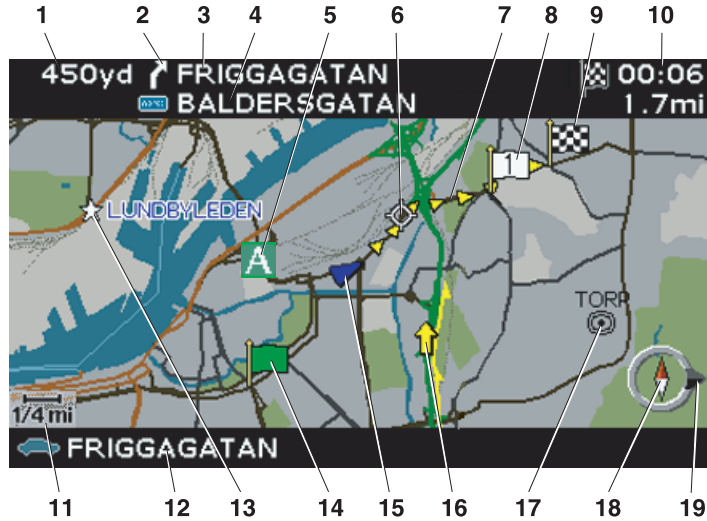 1 2 3 4 5 6 7 8 9 10
450yd FRIGGAGATAN 00:06
BALDERSGATAN 1.7mi
1
LUNDBYLEDEN
A
TORP
1/4 mi
FRIGGAGATAN
11 12 13 14 15 16 17 18 19